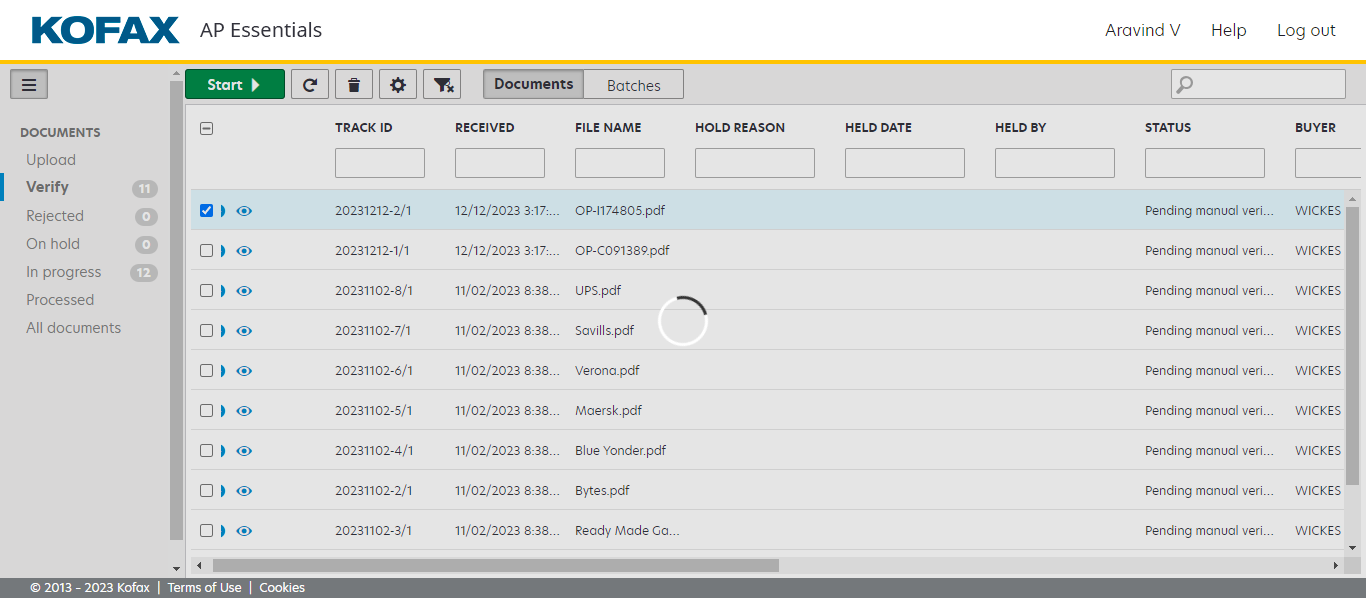 KOFAX AP Essentials Aravind V Help Log out
Start Documents Batches
DOCUMENTS
Upload
Verify 11
Rejected 0
On hold 0
In progress 12
Processed
All documents
TRACK ID RECEIVED FILE NAME HOLD REASON HELD DATE HELD BY STATUS BUYER
20231212-2/1 12/12/2023 3:17:... OP-I174805.pdf Pending manual veri... WICKES
20231212-1/1 12/12/2023 3:17:... OP-C091389.pdf Pending manual veri... WICKES
20231102-8/1 11/02/2023 8:38... UPS.pdf Pending manual veri... WICKES
20231102-7/1 11/02/2023 8:38... Savills.pdf Pending manual veri... WICKES
20231102-6/1 11/02/2023 8:38... Verona.pdf Pending manual veri... WICKES
20231102-5/1 11/02/2023 8:38... Maersk.pdf Pending manual veri... WICKES
20231102-4/1 11/02/2023 8:38... Blue Yonder.pdf Pending manual veri... WICKES
20231102-2/1 11/02/2023 8:38... Bytes.pdf Pending manual veri... WICKES
20231102-3/1 11/02/2023 8:38... Ready Made Ga... Pending manual veri... WICKES
© 2013 - 2023 Kofax | Terms of Use | Cookies